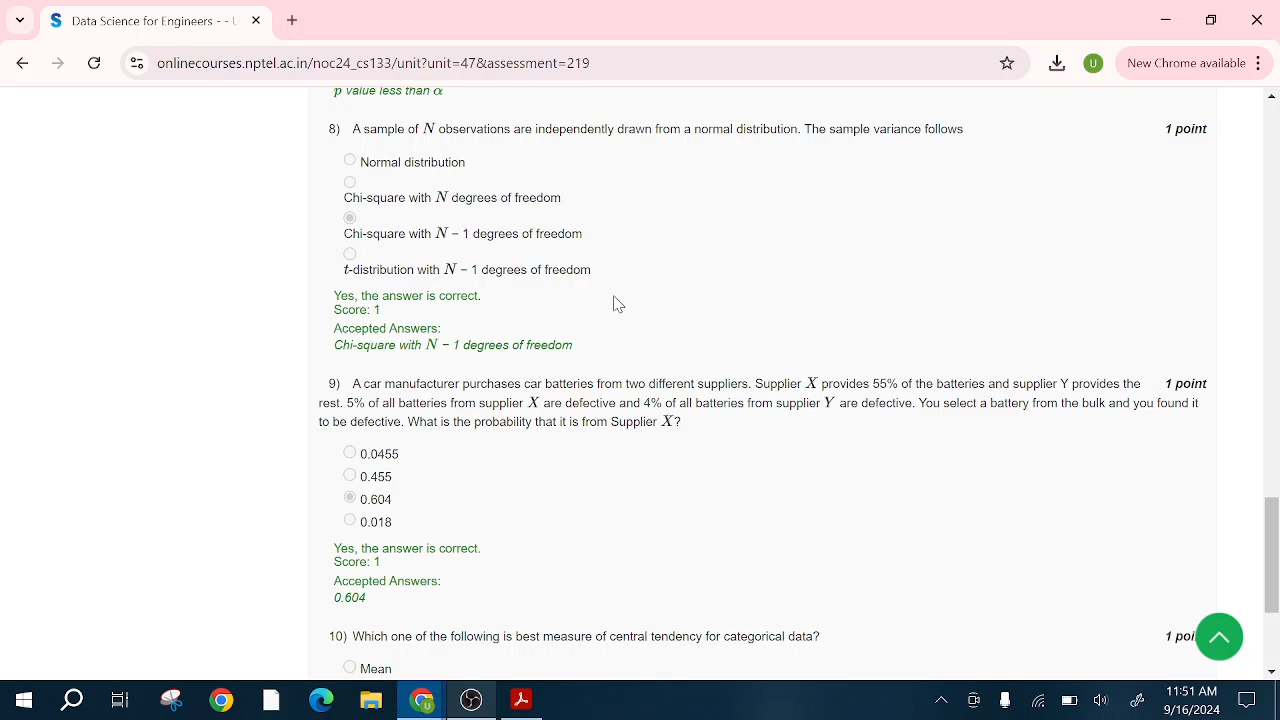 Data Science for Engineers - - U
onlinecourses.nptel.ac.in/noc24_cs133/unit?unit=47&assessment=219
U
New Chrome available
p value less than α
8) A sample of N observations are independently drawn from a normal distribution. The sample variance follows 1 point
Normal distribution
Chi-square with N degrees of freedom
Chi-square with N − 1 degrees of freedom
t-distribution with N − 1 degrees of freedom
Yes, the answer is correct.
Score: 1
Accepted Answers:
Chi-square with N − 1 degrees of freedom
9) A car manufacturer purchases car batteries from two different suppliers. Supplier X provides 55% of the batteries and supplier Y provides the 1 point
rest. 5% of all batteries from supplier X are defective and 4% of all batteries from supplier Y are defective. You select a battery from the bulk and you found it
to be defective. What is the probability that it is from Supplier X?
0.0455
0.455
0.604
0.018
Yes, the answer is correct.
Score: 1
Accepted Answers:
0.604
10) Which one of the following is best measure of central tendency for categorical data? 1 poi
Mean
11:51 AM
9/16/2024